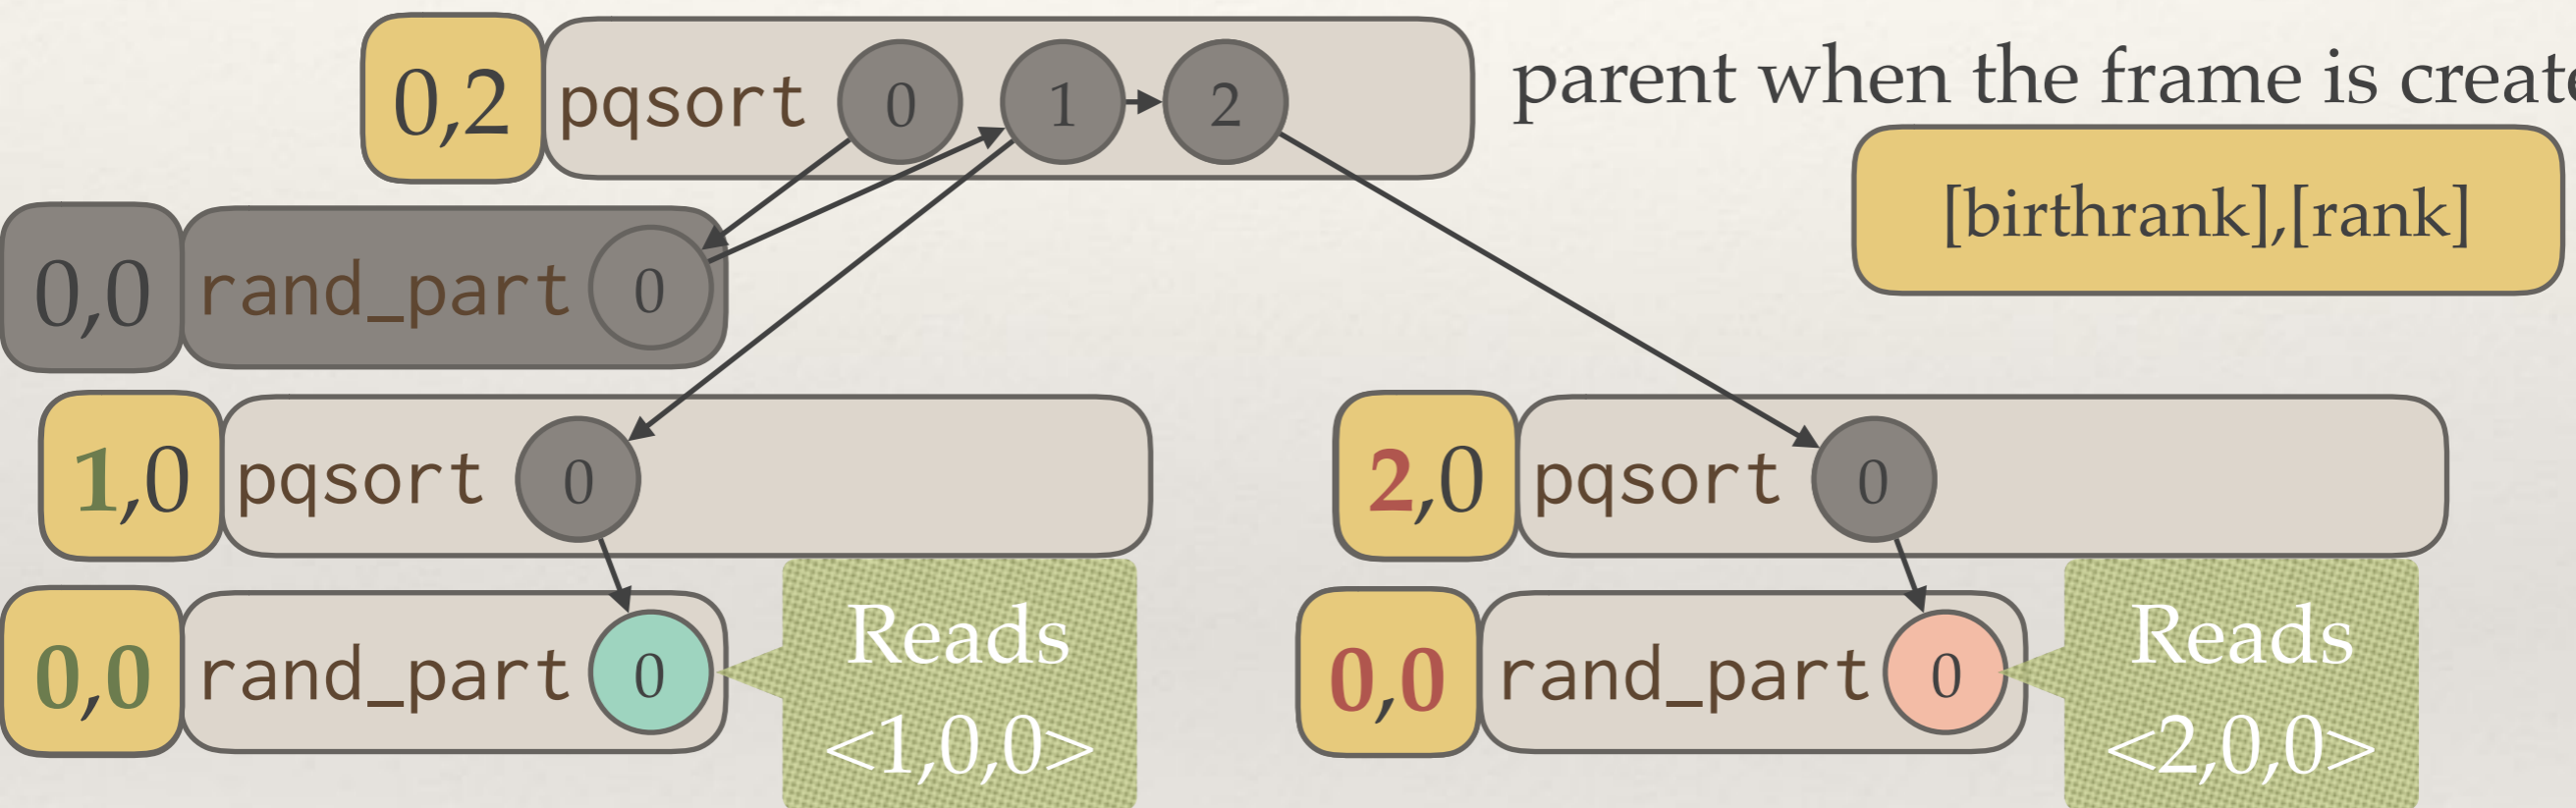 0,2 pqsort 0 1 2
parent when the frame is create
[birthrank],[rank]
0,0 rand_part 0
1,0 pqsort 0
2,0 pqsort 0
0,0 rand_part 0
Reads
<1,0,0>
0,0 rand_part 0
Reads
<2,0,0>